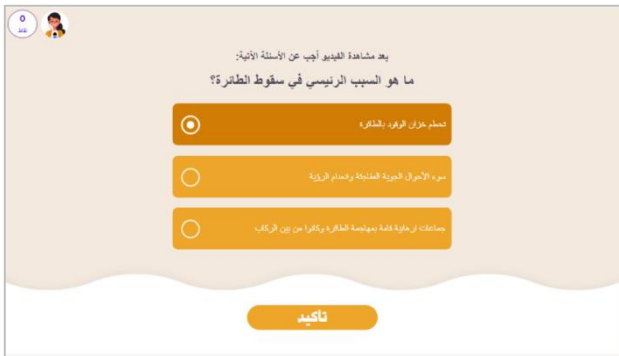 0
نقاط
بعد مشاهدة الفيديو أجب عن الأسئلة الآتية:
ما هو السبب الرئيسي في سقوط الطائرة؟
تحطم خزان الوقود بالطائرة
سوء الأحوال الجوية المفاجئة وانعدام الرؤية
جماعات ارهابية قامة بمهاجمة الطائرة وكانوا من بين الركاب
تأكيد